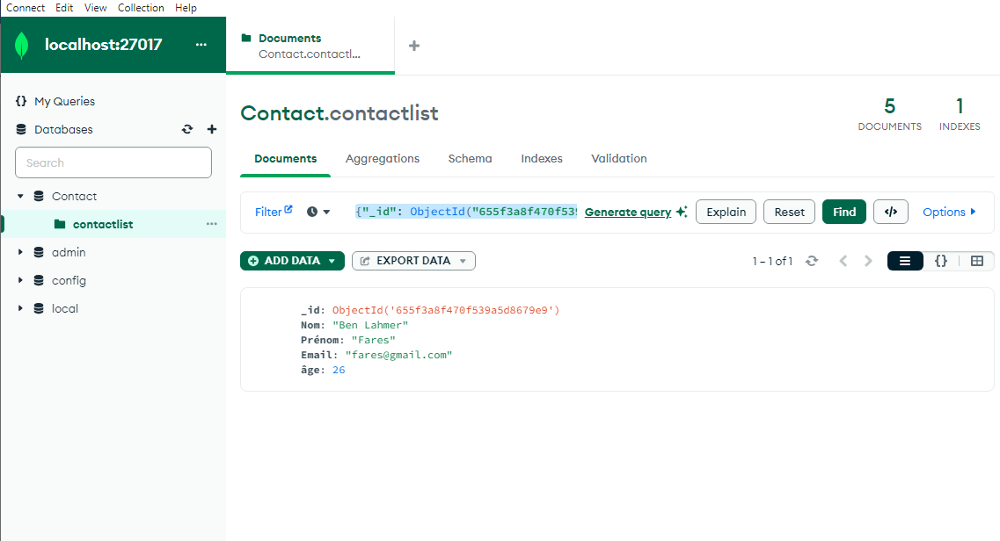 Connect Edit View Collection Help
localhost:27017 ...
Documents
Contact.contactl...
My Queries
Databases
Search
Contact
contactlist ...
admin
config
local
Contact.contactlist
5
DOCUMENTS
1
INDEXES
Documents Aggregations Schema Indexes Validation
Filter {"_id": ObjectId("655f3a8f470f539 Generate query Explain Reset Find </> Options
ADD DATA EXPORT DATA 1 – 1 of 1 {}
_id: ObjectId('655f3a8f470f539a5d8679e9')
Nom: "Ben Lahmer"
Prénom: "Fares"
Email: "fares@gmail.com"
âge: 26